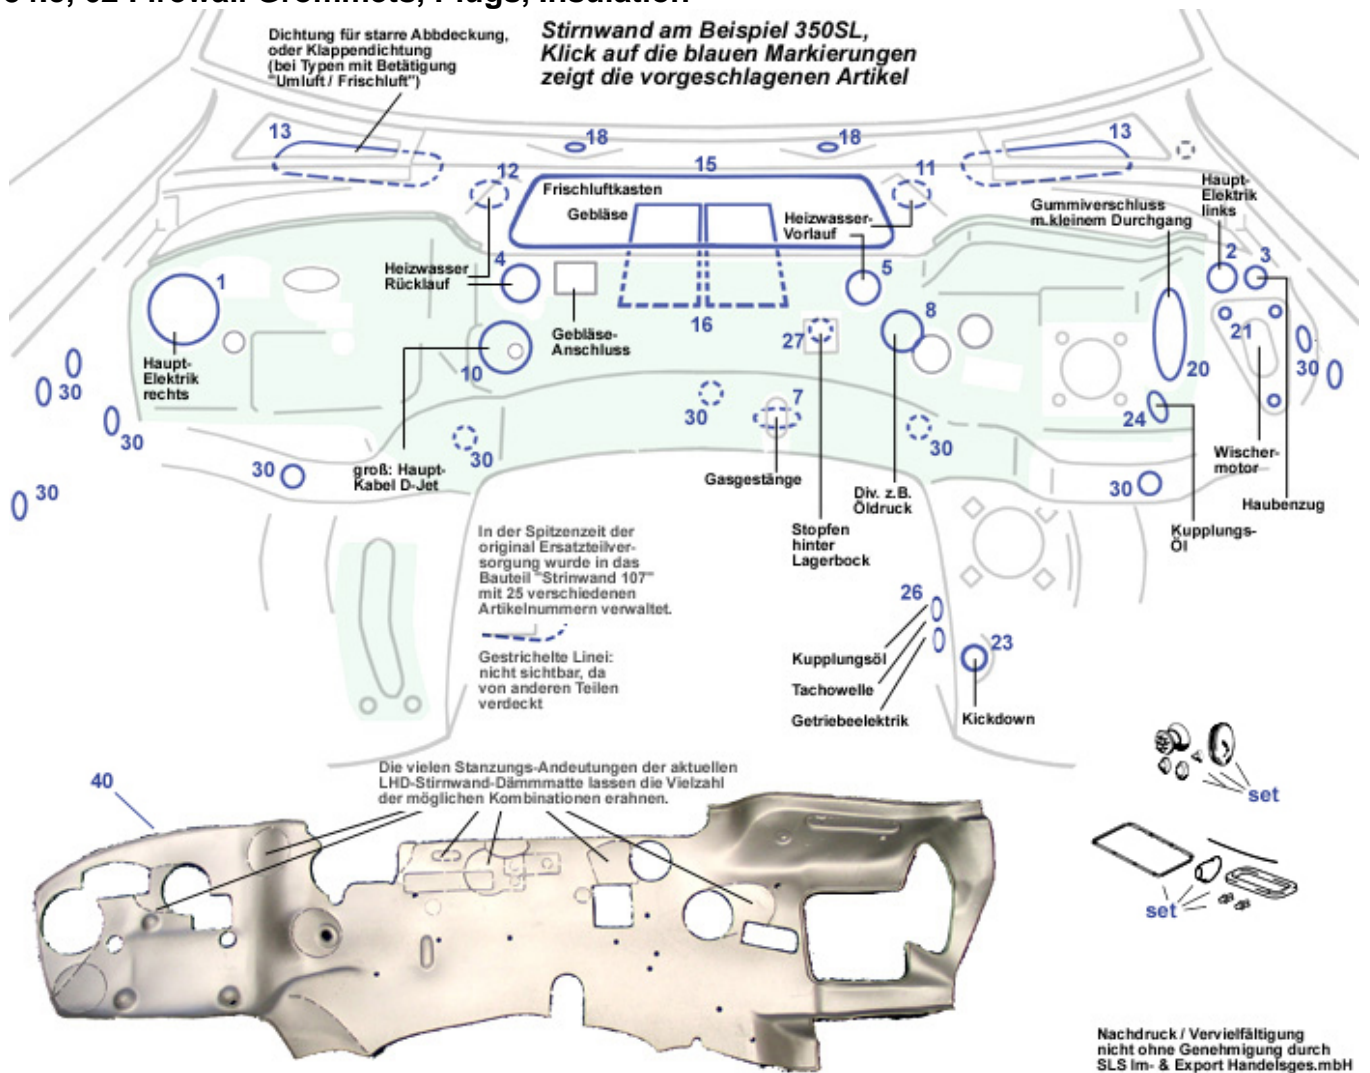 Firewall Grommets, Plugs, Insulation
Stirnwand am Beispiel 350SL,
Klick auf die blauen Markierungen
zeigt die vorgeschlagenen Artikel
Dichtung für starre Abbdeckung,
oder Klappendichtung
(bei Typen mit Betätigung
"Umluft / Frischluft")
13
18
18
13
12
15
11
Frischluftkasten
Gebläse
Heizwasser-
Vorlauf
Gummiverschluss
m.kleinem Durchgang
Haupt-
Elektrik
links
1
Heizwasser
Rücklauf
4
5
2
3
Gebläse-
Anschluss
16
27
8
21
Haupt-
Elektrik
rechts
10
20
30
30
30
30
7
24
30
30
30
30
30
30
groß: Haupt-
Kabel D-Jet
Gasgestänge
Div. z.B.
Öldruck
Wischer-
motor
Haubenzug
Stopfen
hinter
Lagerbock
Kupplungs-
Öl
In der Spitzenzeit der
original Ersatzteilver-
sorgung wurde in das
Bauteil "Strinwand 107"
mit 25 verschiedenen
Artikelnummern verwaltet.
Gestrichelte Linei:
nicht sichtbar, da
von anderen Teilen
verdeckt
26
23
Kupplungsöl
Tachowelle
Getriebeelektrik
Kickdown
40
Die vielen Stanzungs-Andeutungen der aktuellen
LHD-Stirnwand-Dämmmatte lassen die Vielzahl
der möglichen Kombinationen erahnen.
set
set
Nachdruck / Vervielfältigung
nicht ohne Genehmigung durch
SLS Im- & Export Handelsges.mbH